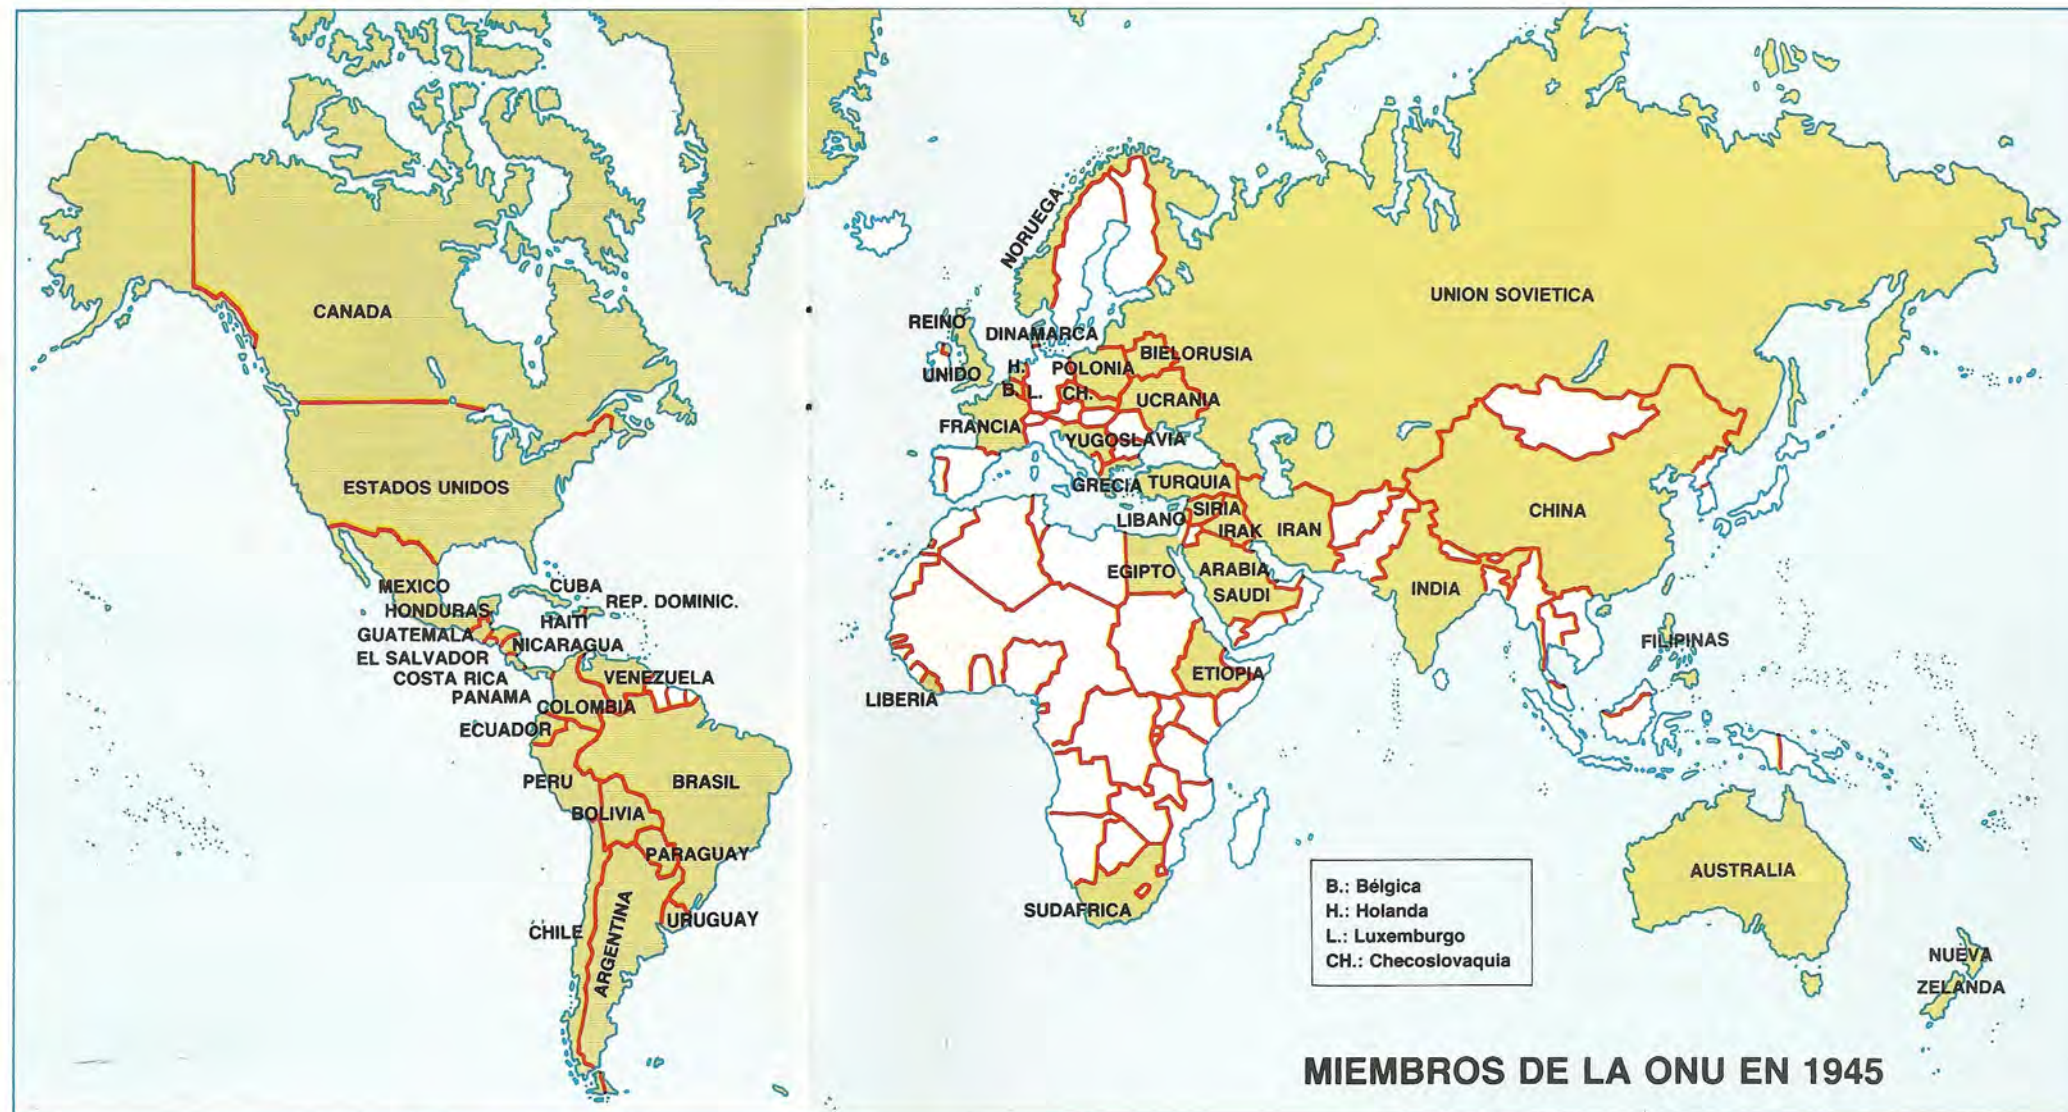 CANADA
ESTADOS UNIDOS
MEXICO
CUBA
REP. DOMINIC.
HONDURAS
HAITI
GUATEMALA
NICARAGUA
EL SALVADOR
COSTA RICA
PANAMA
VENEZUELA
COLOMBIA
ECUADOR
PERU
BRASIL
BOLIVIA
PARAGUAY
CHILE
ARGENTINA
URUGUAY
NORUEGA
REINO
UNIDO
DINAMARCA
H.
B.
L.
POLONIA
CH.
BIELORUSIA
UCRANIA
FRANCIA
YUGOSLAVIA
GRECIA
TURQUIA
UNION SOVIETICA
LIBANO
SIRIA
IRAK
IRAN
EGIPTO
ARABIA
SAUDI
INDIA
CHINA
FILIPINAS
LIBERIA
ETIOPIA
SUDAFRICA
AUSTRALIA
NUEVA
ZELANDA
B.: Bélgica
H.: Holanda
L.: Luxemburgo
CH.: Checoslovaquia
MIEMBROS DE LA ONU EN 1945